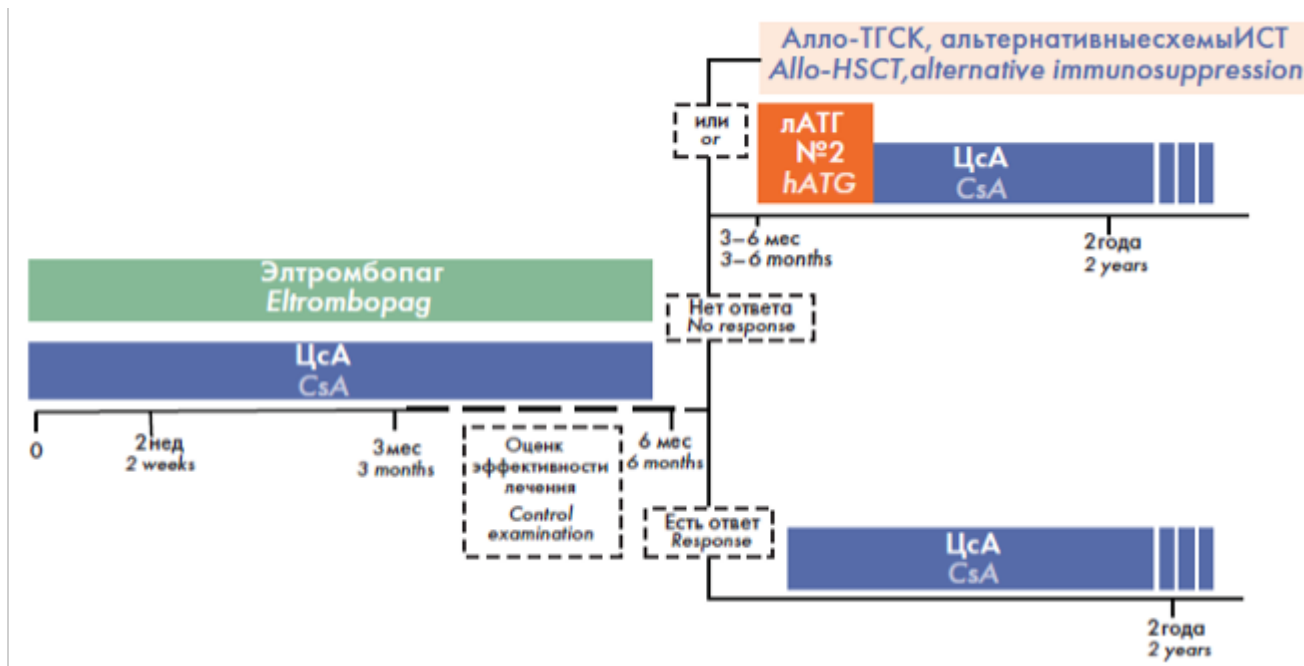 Алло-ТГСК, альтернативныесхемыИСТ
Allo-HSCT,alternative immunosuppression
или
or
лАТГ
№2
hATG
ЦсА
CsA
3–6 мес
3–6 months
2года
2 years
Элтромбопаг
Eltrombopag
Нет ответа
No response
ЦсА
CsA
0
2нед
2 weeks
3мес
3 months
Оценк
эффективности
лечения
Control
examination
6 мес
6 months
Есть ответ
Response
ЦсА
CsA
2года
2 years